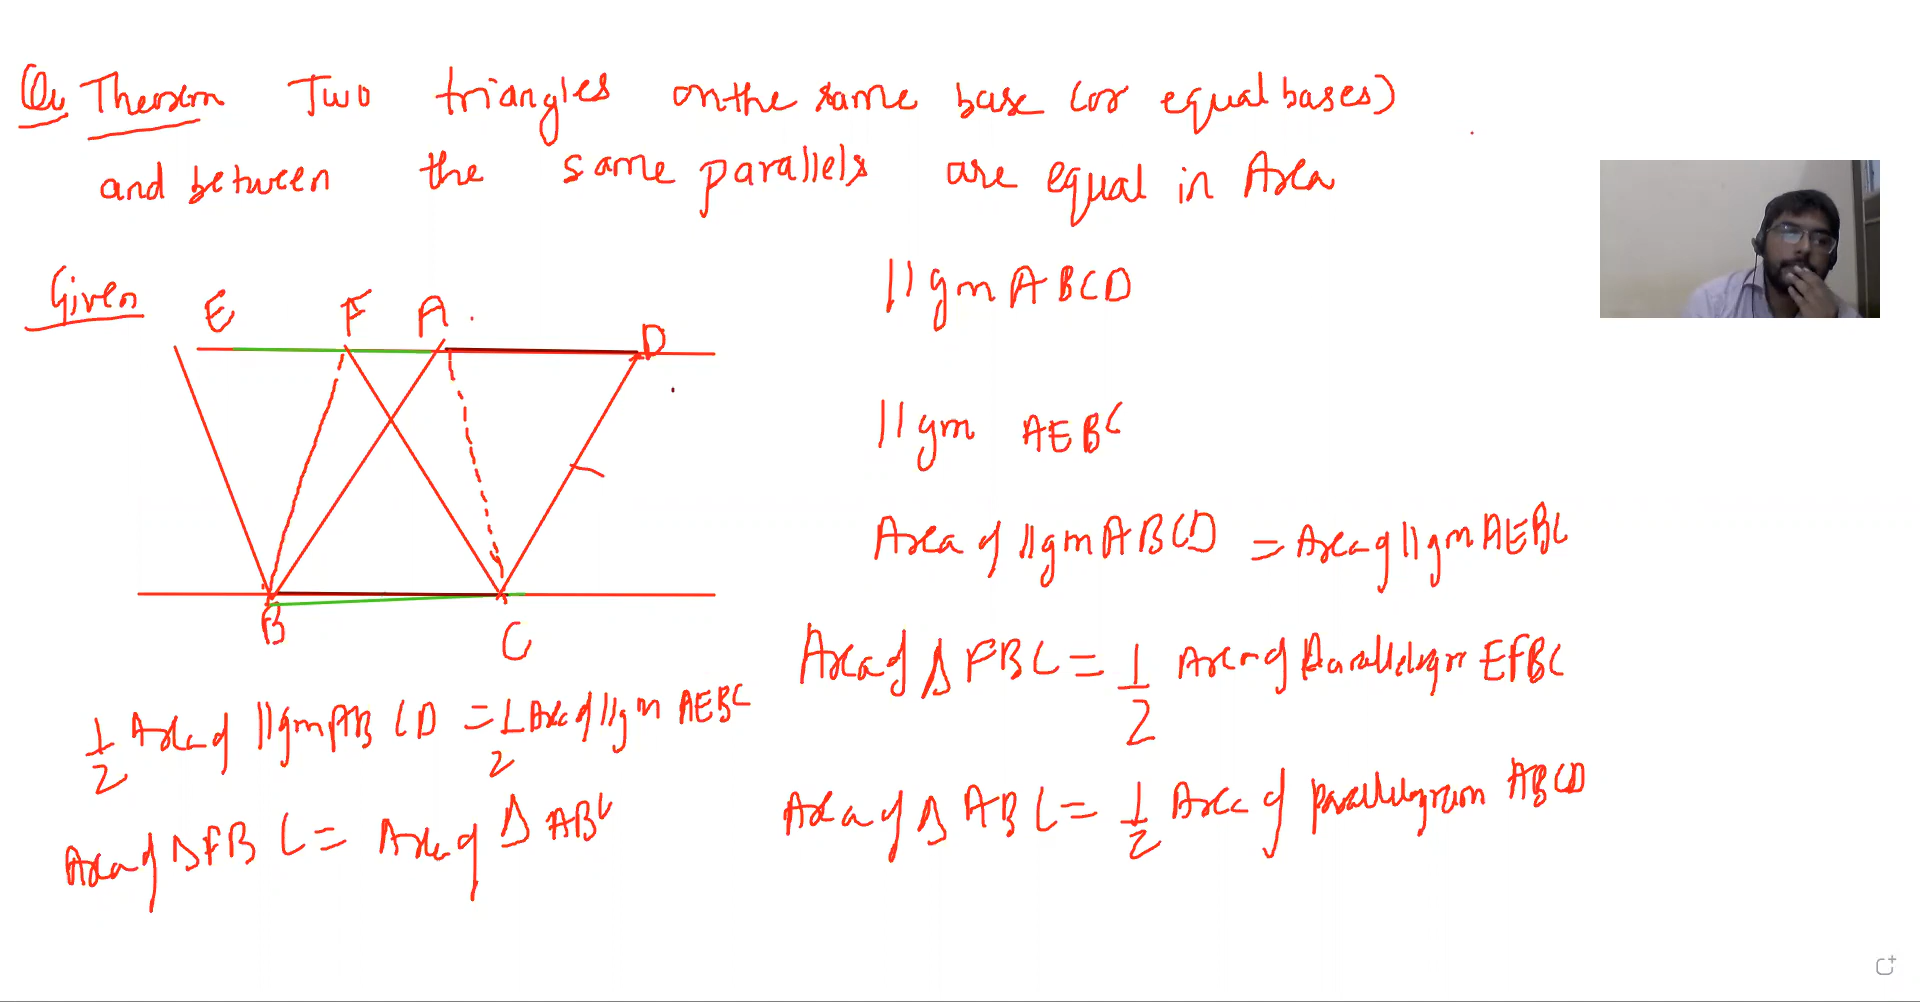 Qu Theorem Two triangles on the same base (or equal bases)
and between the same parallels are equal in Area
Given
E F A D
B C
||gm ABCD
||gm AEBC
Area of ||gm ABCD = Area of ||gm AEBC
Area of Δ FBC = 1/2 Area of Parallelogm EFBC
Area of Δ ABC = 1/2 Area of parallelogram ABCD
1/2 Area of ||gm ABCD = 1/2 Area of ||gm AEBC
Area of Δ FBC = Area of Δ ABC